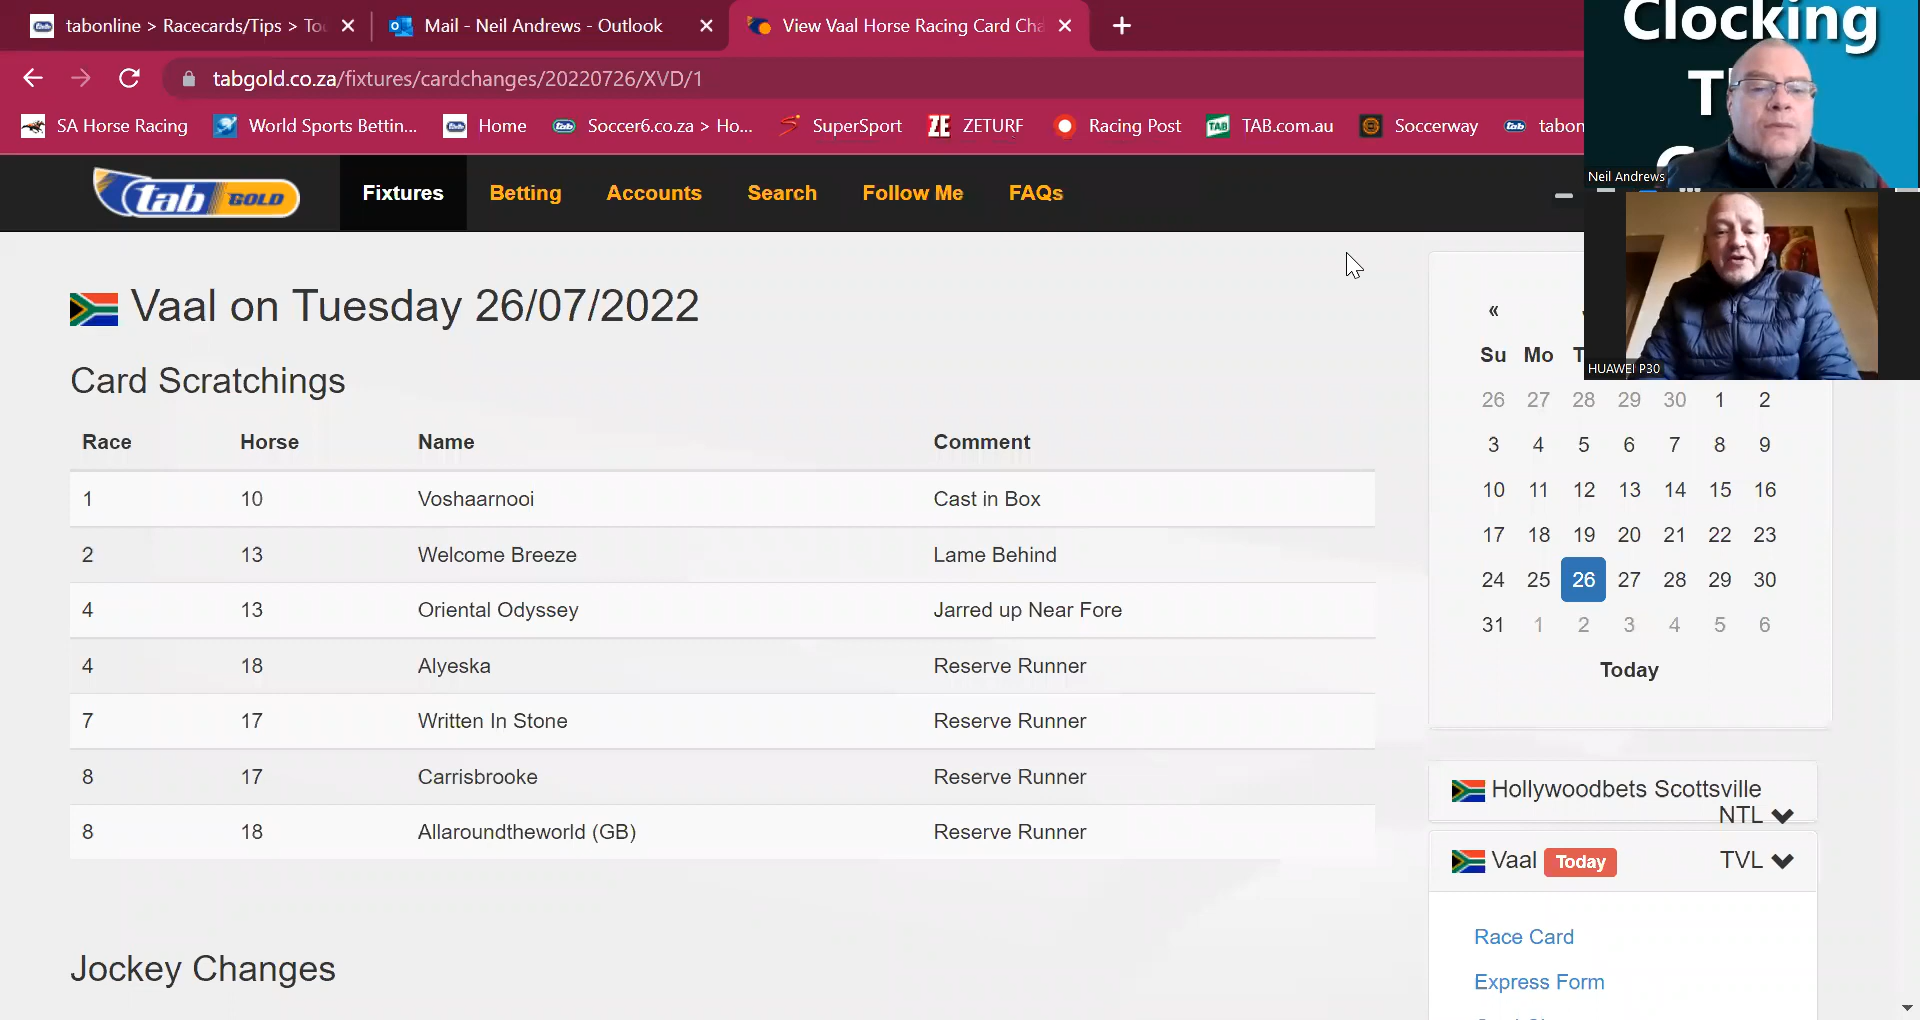 tabonline > Racecards/Tips > To
Mail - Neil Andrews - Outlook
View Vaal Horse Racing Card Cha
tabgold.co.za/fixtures/cardchanges/20220726/XVD/1
SA Horse Racing
World Sports Bettin...
Home
Soccer6.co.za > Ho...
SuperSport
ZE ZETURF
Racing Post
TAB TAB.com.au
Soccerway
tab tabon
Clocking
Neil Andrews
HUAWEI P30
tab GOLD
Fixtures
Betting
Accounts
Search
Follow Me
FAQs
Vaal on Tuesday 26/07/2022
Card Scratchings
Race Horse Name Comment
1 10 Voshaarnooi Cast in Box
2 13 Welcome Breeze Lame Behind
4 13 Oriental Odyssey Jarred up Near Fore
4 18 Alyeska Reserve Runner
7 17 Written In Stone Reserve Runner
8 17 Carrisbrooke Reserve Runner
8 18 Allaroundtheworld (GB) Reserve Runner
Jockey Changes
«
Su Mo T
26 27 28 29 30 1 2
3 4 5 6 7 8 9
10 11 12 13 14 15 16
17 18 19 20 21 22 23
24 25 26 27 28 29 30
31 1 2 3 4 5 6
Today
Hollywoodbets Scottsville
NTL
Vaal Today TVL
Race Card
Express Form